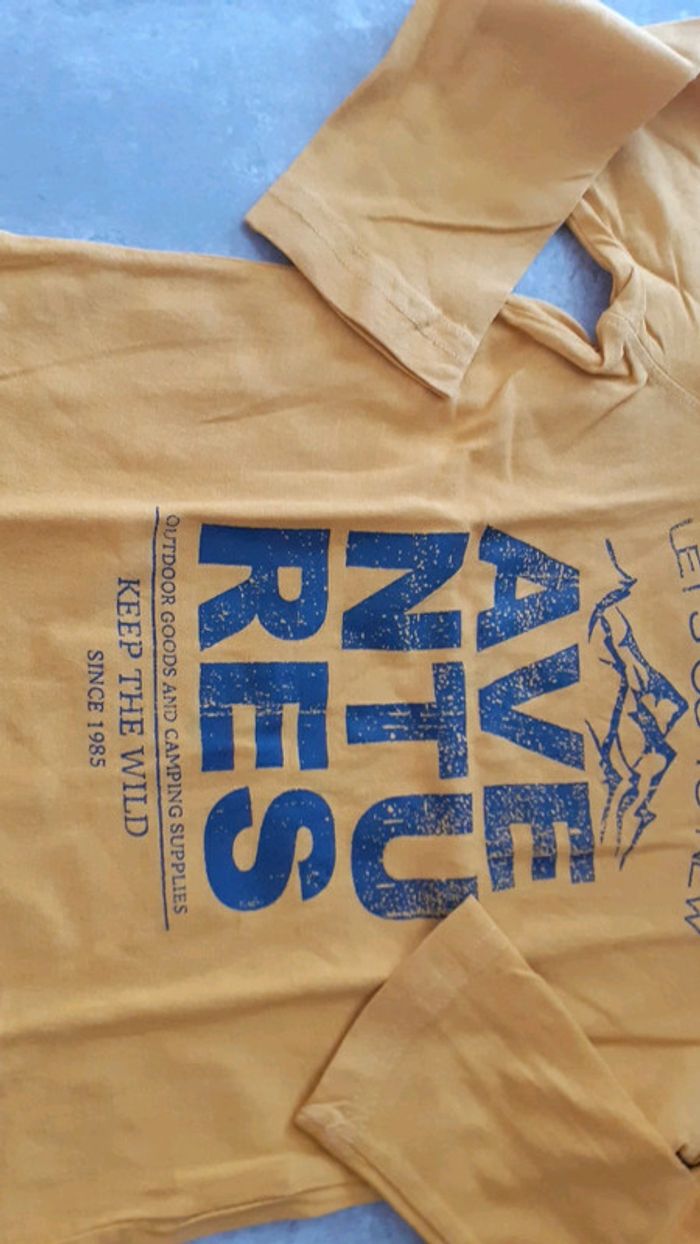 AVE
NTU
RES
OUTDOOR GOODS AND CAMPING SUPPLIES
KEEP THE WILD
SINCE 1985